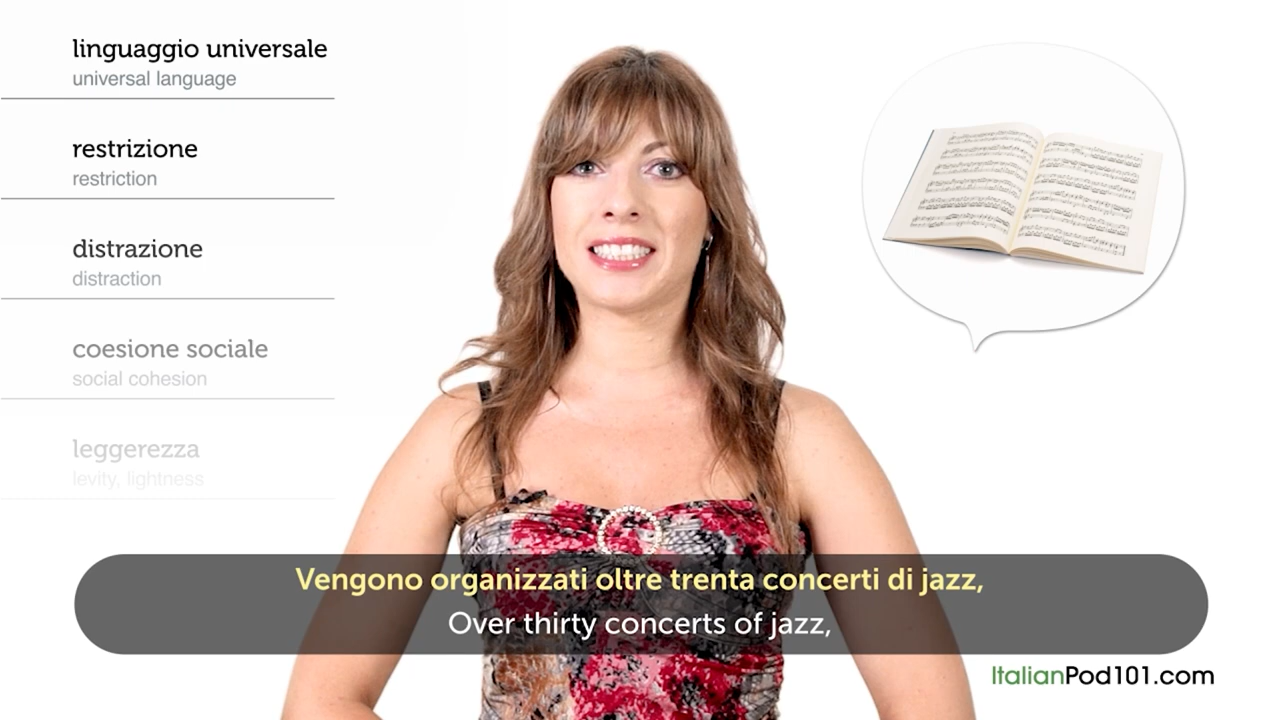 linguaggio universale
universal language
restrizione
restriction
distrazione
distraction
coesione sociale
social cohesion
leggerezza
levity, lightness
Vengono organizzati oltre trenta concerti di jazz,
Over thirty concerts of jazz,
ItalianPod101.com